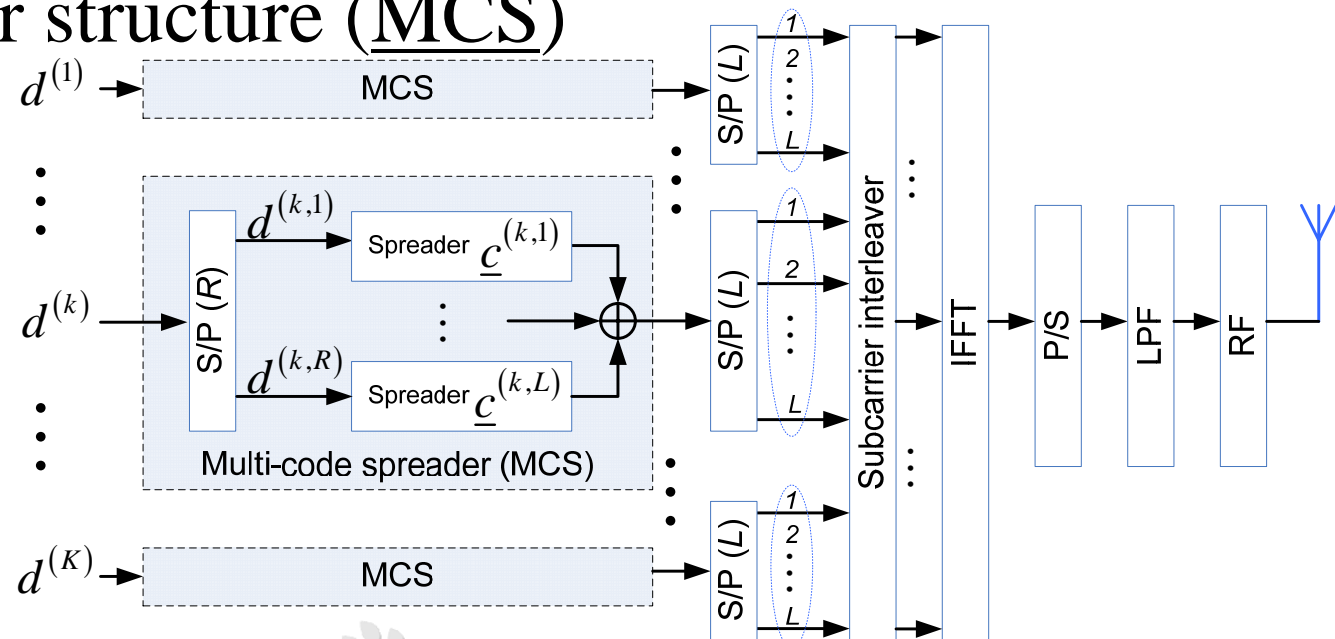 r structure (MCS)
d^(1)
MCS
S/P (L)
1
2
L
d^(k)
S/P (R)
d^(k,1)
Spreader c^(k,1)
d^(k,R)
Spreader c^(k,L)
Multi-code spreader (MCS)
S/P (L)
1
2
L
d^(K)
MCS
S/P (L)
1
2
L
Subcarrier interleaver
IFFT
P/S
LPF
RF